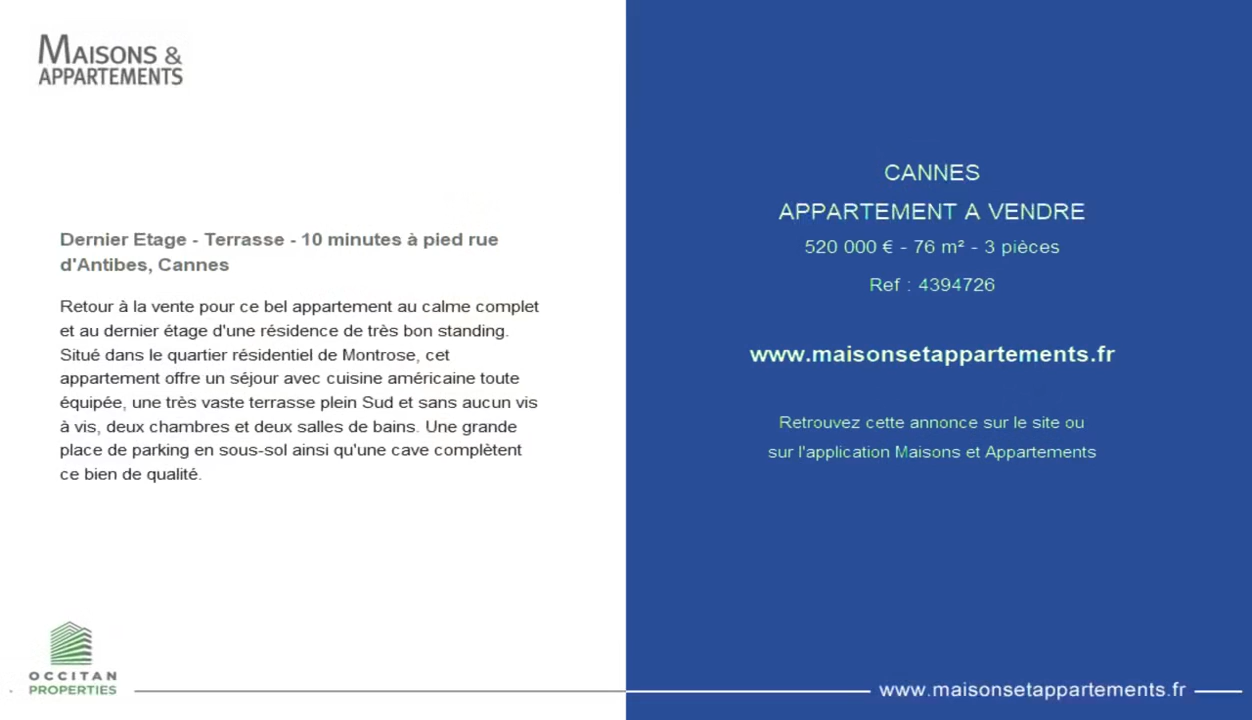 MAISONS &
APPARTEMENTS
Dernier Etage - Terrasse - 10 minutes à pied rue
d'Antibes, Cannes
Retour à la vente pour ce bel appartement au calme complet
et au dernier étage d'une résidence de très bon standing.
Situé dans le quartier résidentiel de Montrose, cet
appartement offre un séjour avec cuisine américaine toute
équipée, une très vaste terrasse plein Sud et sans aucun vis
à vis, deux chambres et deux salles de bains. Une grande
place de parking en sous-sol ainsi qu'une cave complètent
ce bien de qualité.
OCCITAN
PROPERTIES
CANNES
APPARTEMENT A VENDRE
520 000 € - 76 m² - 3 pièces
Ref : 4394726
www.maisonsetappartements.fr
Retrouvez cette annonce sur le site ou
sur l'application Maisons et Appartements
www.maisonsetappartements.fr